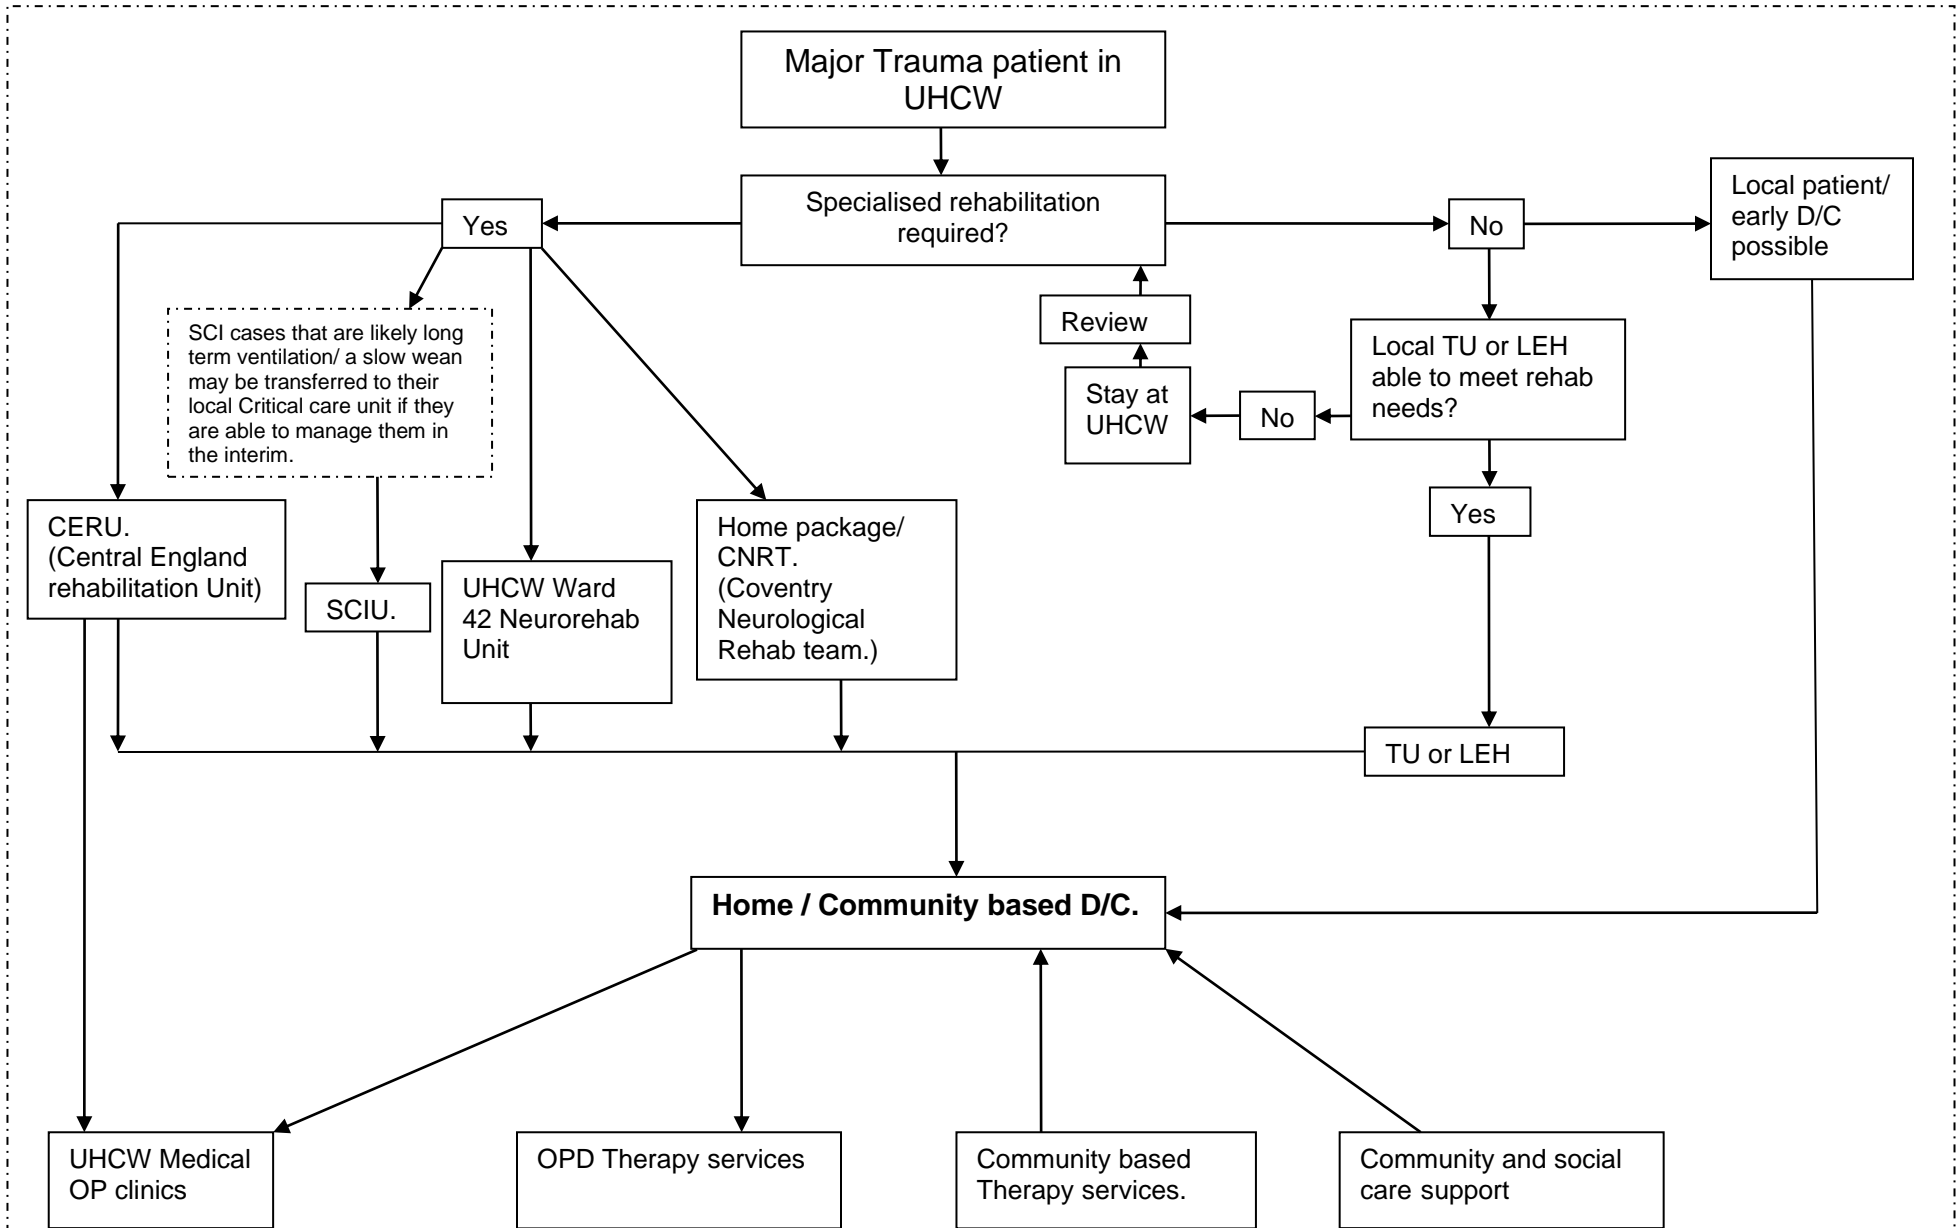 Major Trauma patient in
UHCW
Specialised rehabilitation
required?
Yes
No
Local patient/
early D/C
possible
SCI cases that are likely long
term ventilation/ a slow wean
may be transferred to their
local Critical care unit if they
are able to manage them in
the interim.
Review
Stay at
UHCW
No
Local TU or LEH
able to meet rehab
needs?
Yes
CERU.
(Central England
rehabilitation Unit)
SCIU.
UHCW Ward
42 Neurorehab
Unit
Home package/
CNRT.
(Coventry
Neurological
Rehab team.)
TU or LEH
Home / Community based D/C.
UHCW Medical
OP clinics
OPD Therapy services
Community based
Therapy services.
Community and social
care support